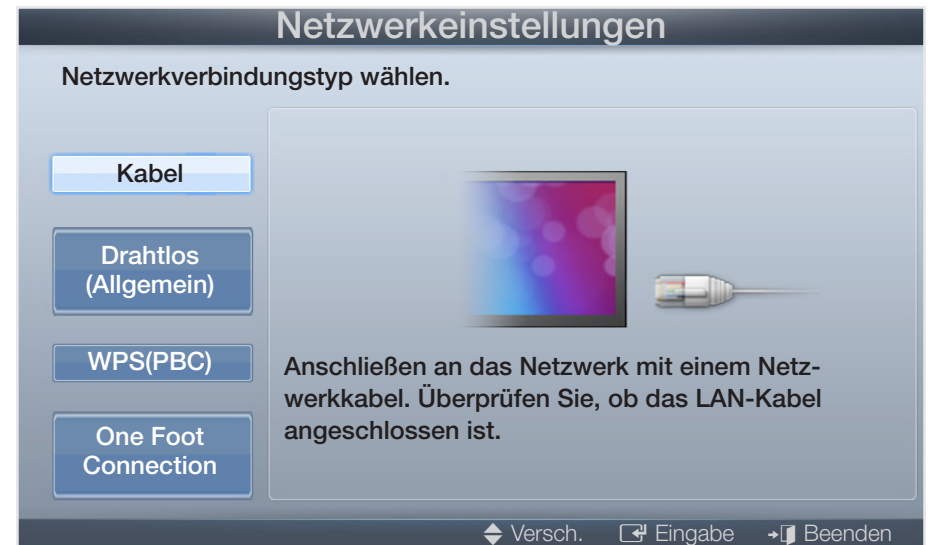 Netzwerkeinstellungen
Netzwerkverbindungstyp wählen.
Kabel
Drahtlos
(Allgemein)
WPS(PBC)
One Foot
Connection
Anschließen an das Netzwerk mit einem Netz-
werkkabel. Überprüfen Sie, ob das LAN-Kabel
angeschlossen ist.
Versch. Eingabe Beenden